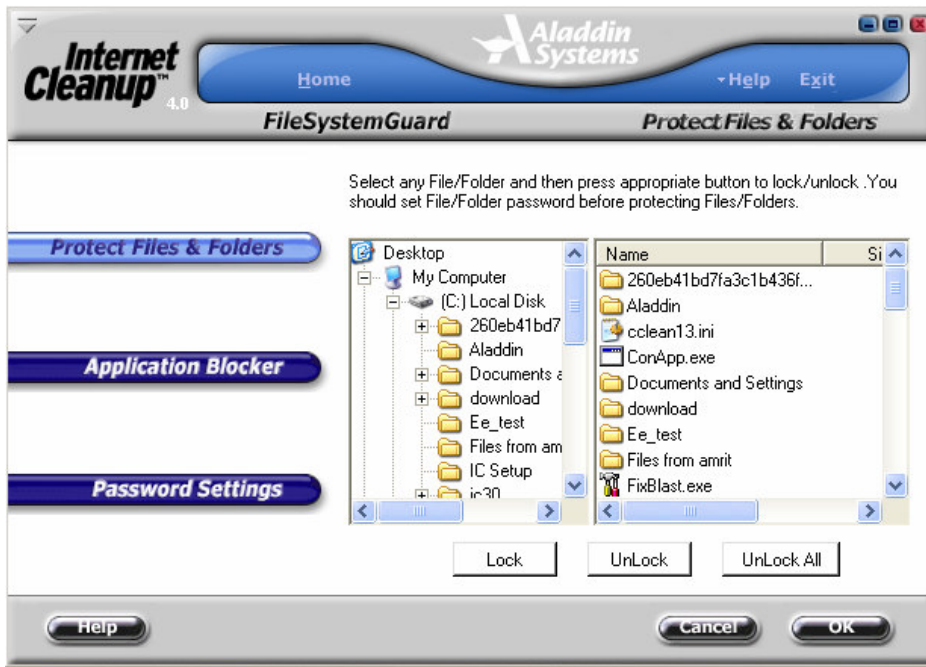 Internet
Cleanup™
4.0
Aladdin
Systems
Home
Help Exit
FileSystemGuard
Protect Files & Folders
Select any File/Folder and then press appropriate button to lock/unlock .You
should set File/Folder password before protecting Files/Folders.
Protect Files & Folders
Application Blocker
Password Settings
Desktop
My Computer
(C:) Local Disk
260eb41bd7
Aladdin
Documents a
download
Ee_test
Files from am
IC Setup
ic30
Name Si
260eb41bd7fa3c1b436f...
Aladdin
cclean13.ini
ConApp.exe
Documents and Settings
download
Ee_test
Files from amrit
FixBlast.exe
Lock UnLock UnLock All
Help Cancel OK